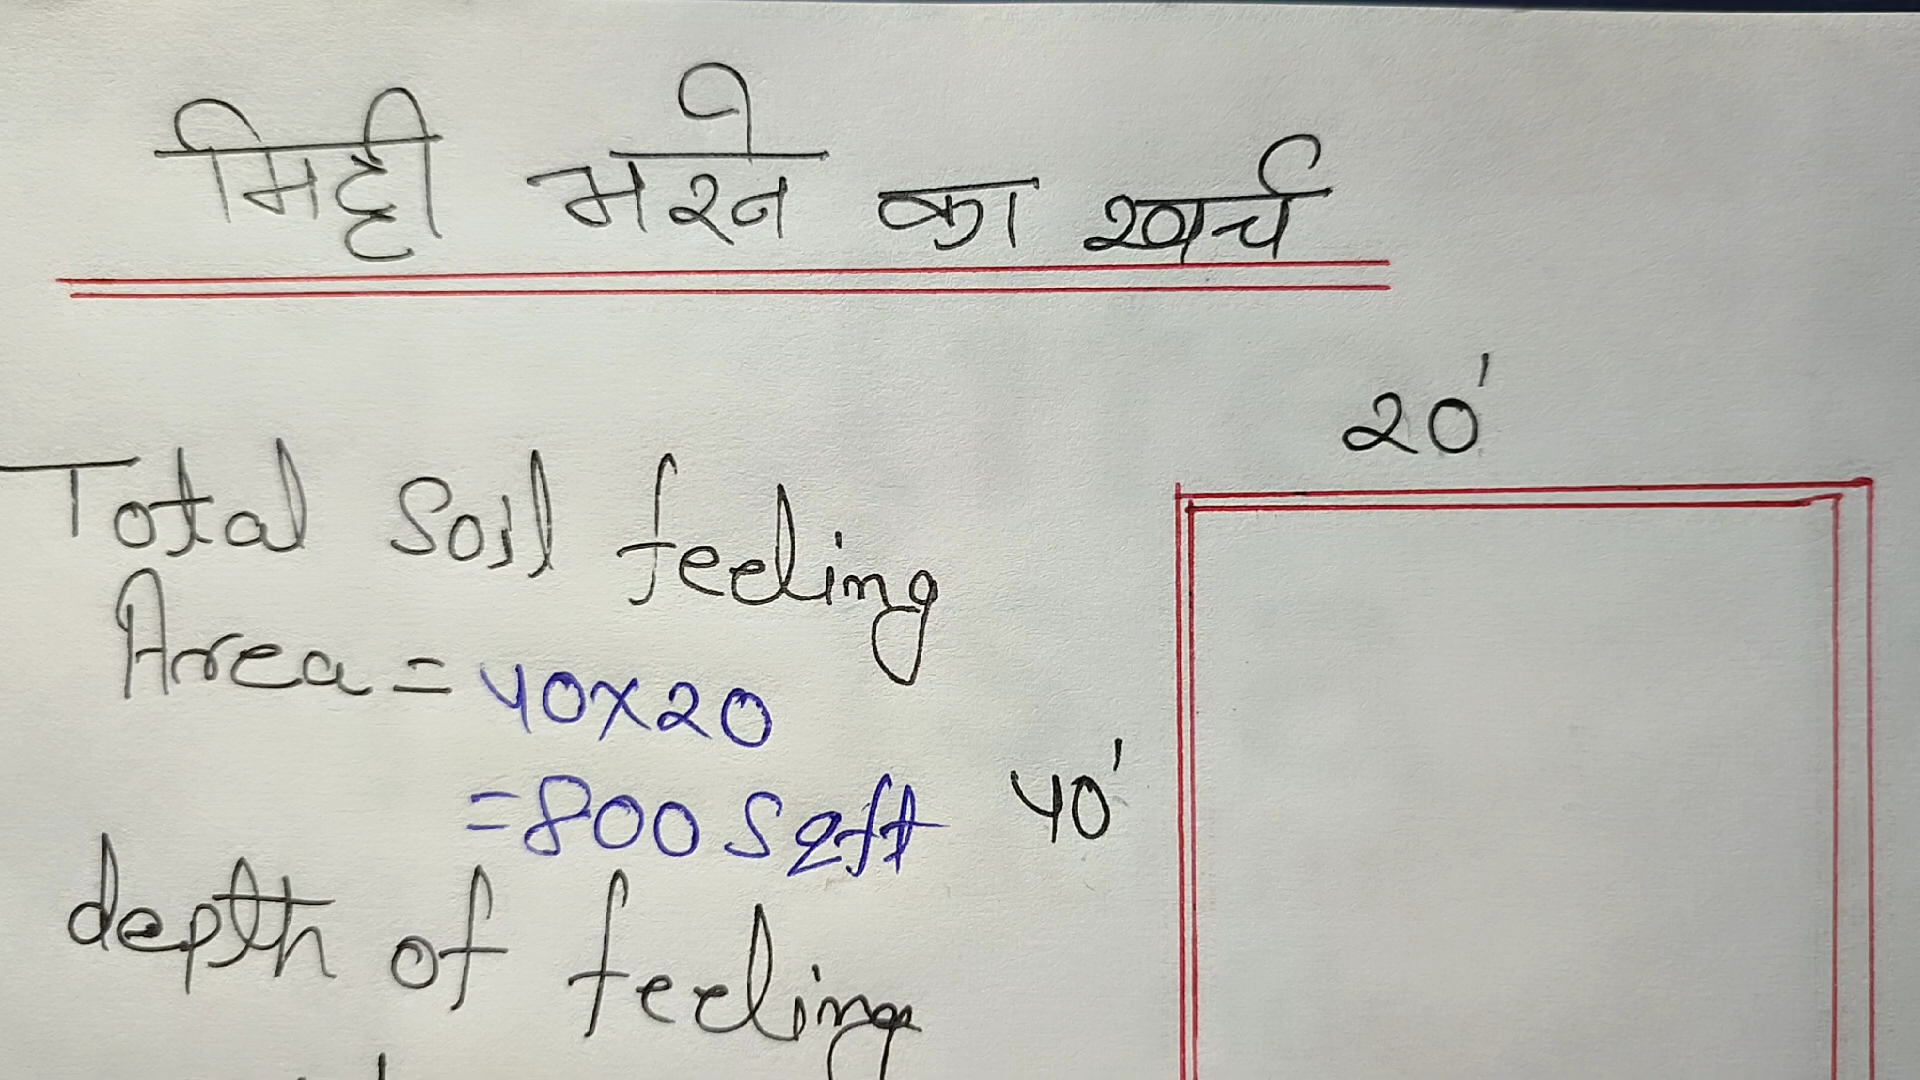 मिट्टी भरने का खर्च
20'
Total Soil feeling
Area = 40x20
= 800 Sqft
40'
depth of feeling